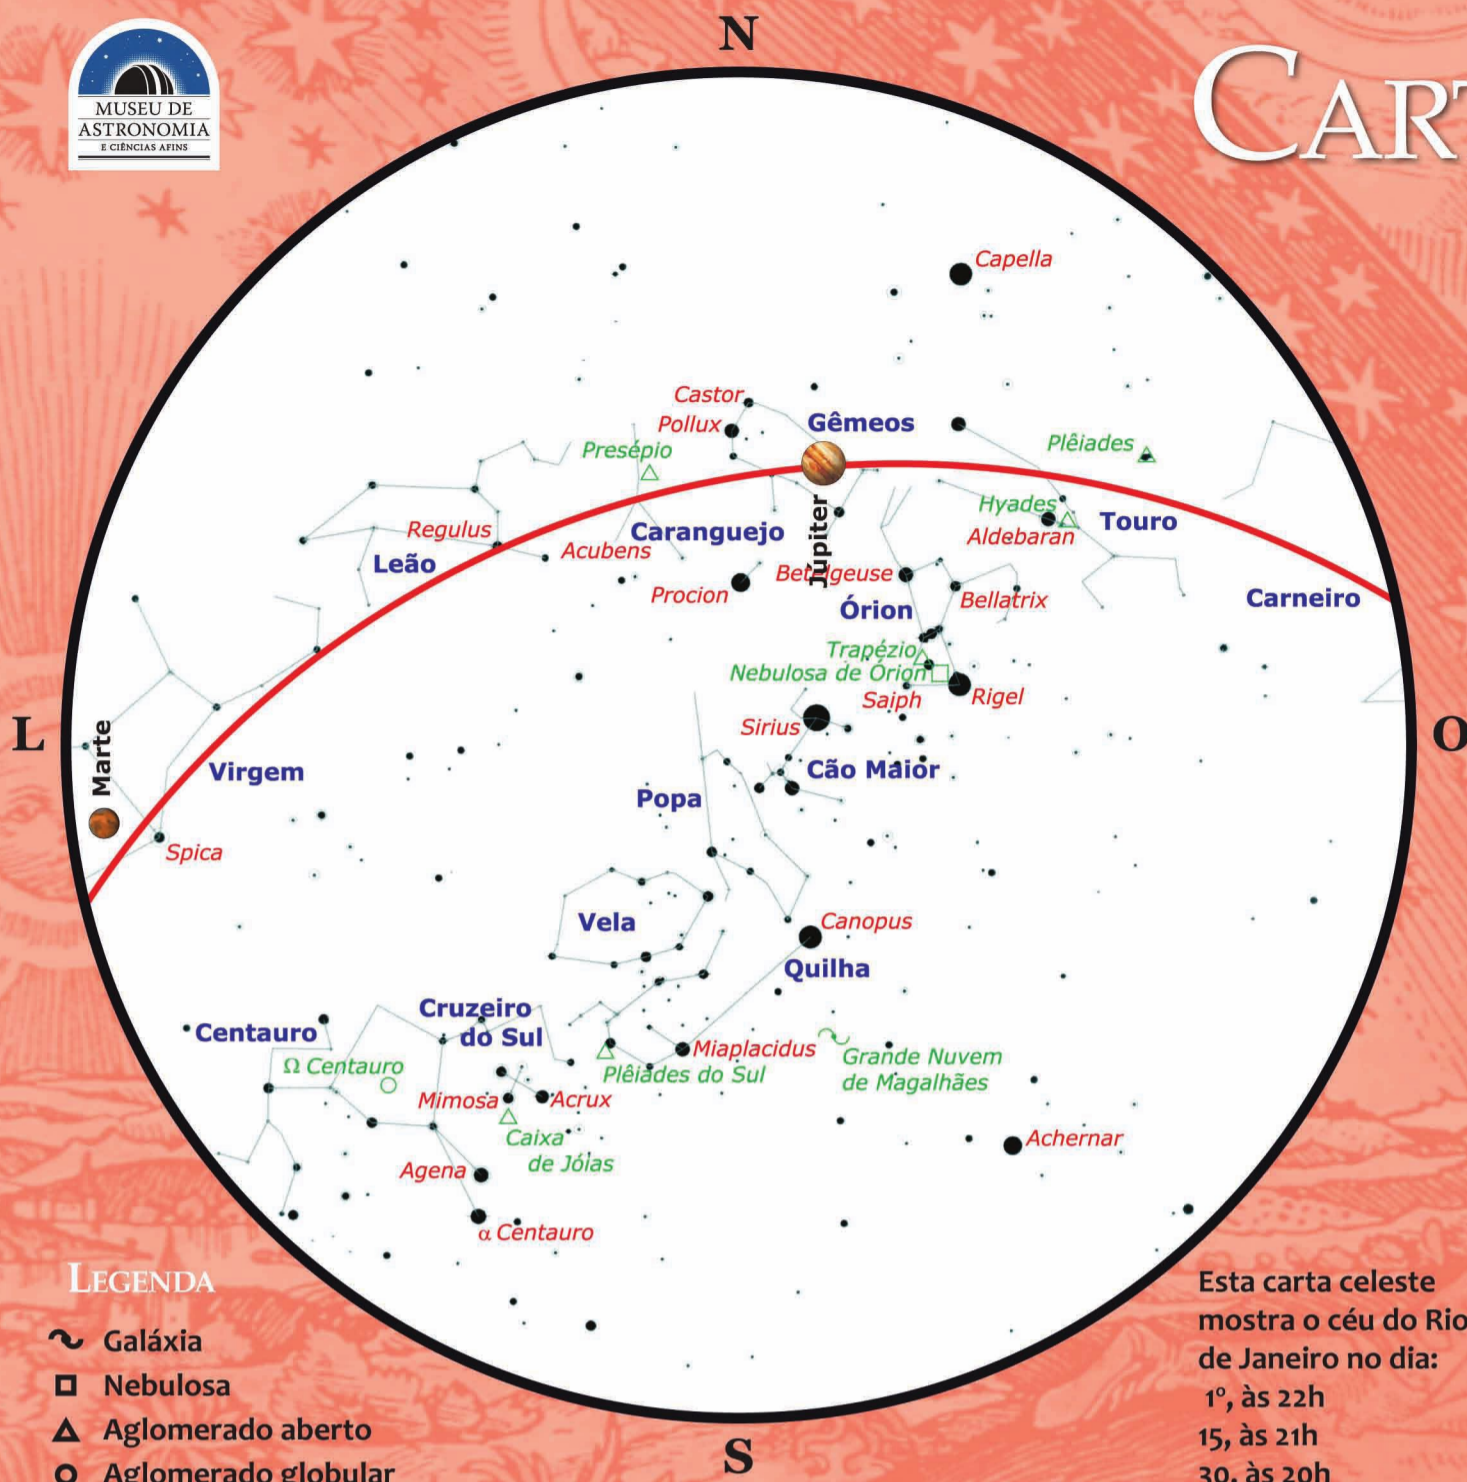 N
MUSEU DE
ASTRONOMIA
E CIÊNCIAS AFINS
CART
Capella
Castor
Pollux
Gêmeos
Presépio
Plêiades
Hyades
Touro
Aldebaran
Júpiter
Regulus
Caranguejo
Acubens
Leão
Betelgeuse
Procion
Órion
Bellatrix
Carneiro
Trapézio
Nebulosa de Órion
Saiph
Rigel
L
Marte
Sirius
O
Virgem
Cão Maior
Popa
Spica
Vela
Canopus
Quilha
Cruzeiro
do Sul
Centauro
Ω Centauro
Miaplacidus
Grande Nuvem
de Magalhães
Plêiades do Sul
Mimosa
Acrux
Caixa
de Jóias
Achernar
Agena
α Centauro
LEGENDA
Galáxia
Nebulosa
Aglomerado aberto
Aglomerado globular
Esta carta celeste
mostra o céu do Rio
de Janeiro no dia:
1º, às 22h
15, às 21h
30, às 20h
S